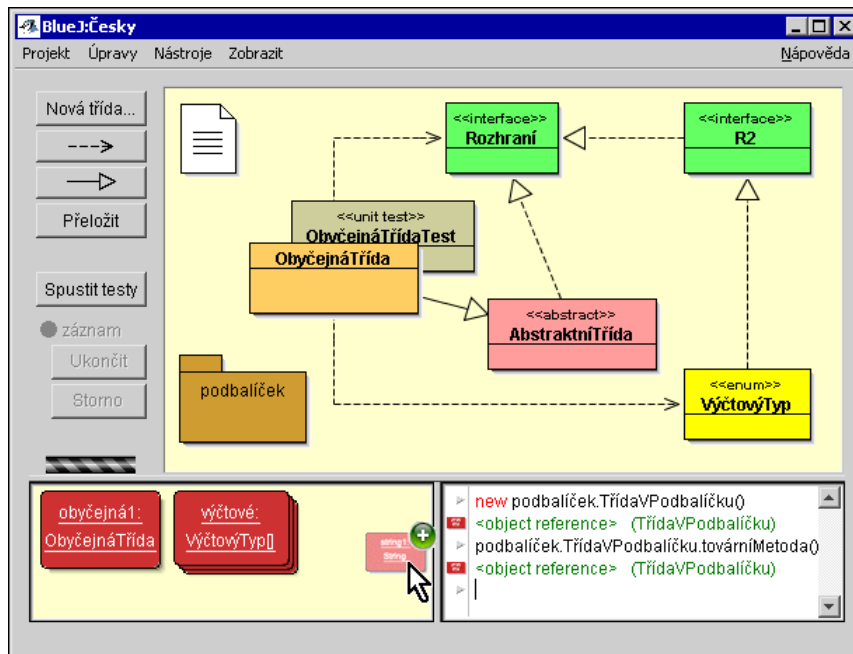 BlueJ:Česky
Projekt Úpravy Nástroje Zobrazit Nápověda
Nová třída...
Přeložit
Spustit testy
záznam
Ukončit
Storno
<<interface>>
Rozhraní
<<interface>>
R2
<<unit test>>
ObyčejnáTřídaTest
ObyčejnáTřída
<<abstract>>
AbstraktníTřída
podbalíček
<<enum>>
VýčtovýTyp
obyčejná1:
ObyčejnáTřída
výčtové:
VýčtovýTyp[]
string1:
String
new podbalíček.TřídaVPodbalíčku()
<object reference> (TřídaVPodbalíčku)
podbalíček.TřídaVPodbalíčku.továrníMetoda()
<object reference> (TřídaVPodbalíčku)